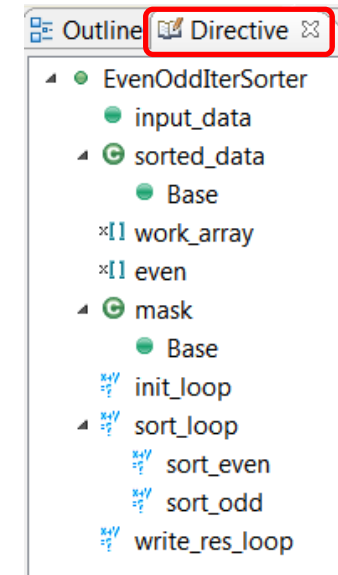 Outline Directive
EvenOddIterSorter
input_data
sorted_data
Base
x[] work_array
x[] even
mask
Base
init_loop
sort_loop
sort_even
sort_odd
write_res_loop